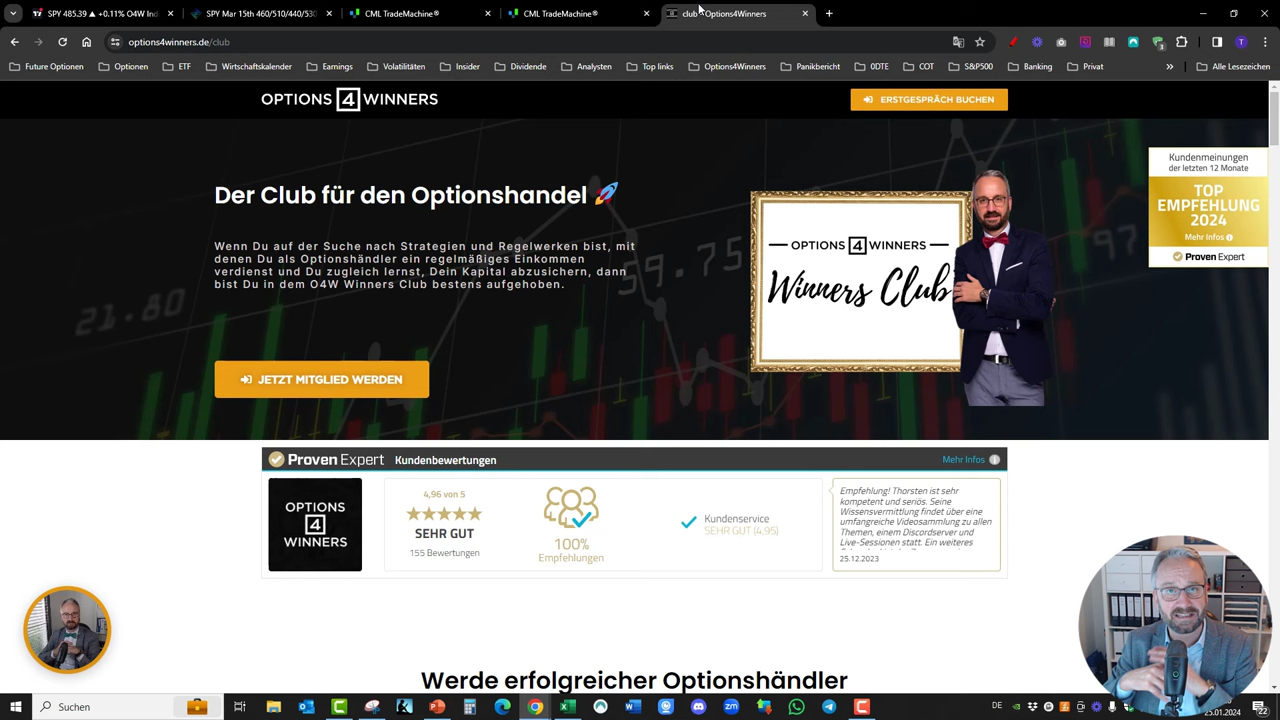 SPY 485.39 ▲ +0.11% O4W Ind
SPY Mar 15th 460/510/440/530
CML TradeMachine®
CML TradeMachine®
club - Options4Winners
options4winners.de/club
Future Optionen
Optionen
ETF
Wirtschaftskalender
Earnings
Volatilitäten
Insider
Dividende
Analysten
Top links
Options4Winners
Panikbericht
0DTE
COT
S&P500
Banking
Privat
»
Alle Lesezeichen
OPTIONS 4 WINNERS
ERSTGESPRÄCH BUCHEN
Der Club für den Optionshandel 🚀
Wenn Du auf der Suche nach Strategien und Regelwerken bist, mit
denen Du als Optionshändler ein regelmäßiges Einkommen
verdienst und Du zugleich lernst, Dein Kapital abzusichern, dann
bist Du in dem O4W Winners Club bestens aufgehoben.
JETZT MITGLIED WERDEN
21.80
59.75
OPTIONS 4 WINNERS
Winners Club
Kundenmeinungen
der letzten 12 Monate
TOP
EMPFEHLUNG
2024
Mehr Infos
Proven Expert
Proven Expert Kundenbewertungen
Mehr Infos
OPTIONS
4
WINNERS
4,96 von 5
SEHR GUT
155 Bewertungen
100%
Empfehlungen
Kundenservice
SEHR GUT (4,95)
Empfehlung! Thorsten ist sehr
kompetent und seriös. Seine
Wissensvermittlung findet über eine
umfangreiche Videosammlung zu allen
Themen, einem Discordserver und
Live-Sessionen statt. Ein weiteres
25.12.2023
Werde erfolgreicher Optionshändler
Suchen
DE
25.01.2024